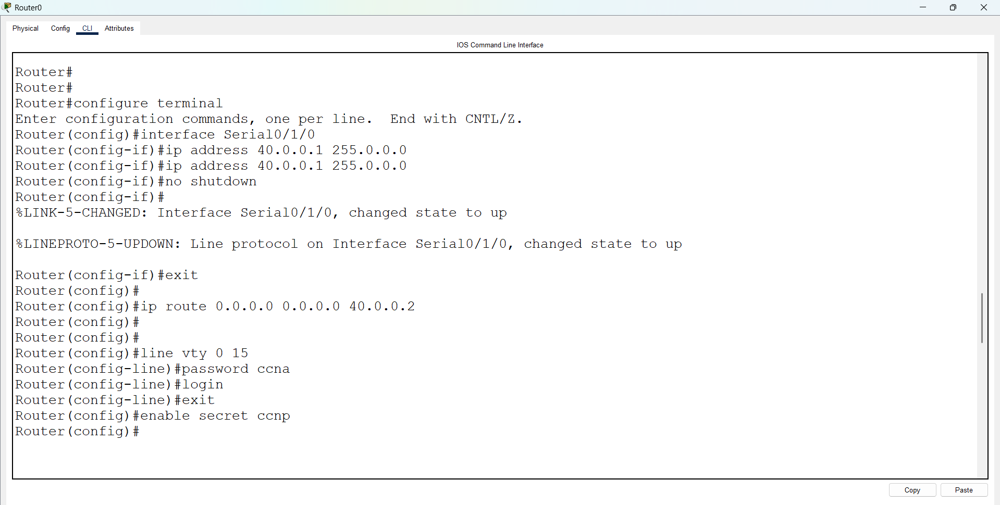 Router0
Physical Config CLI Attributes
IOS Command Line Interface
Router#
Router#
Router#configure terminal
Enter configuration commands, one per line.  End with CNTL/Z.
Router(config)#interface Serial0/1/0
Router(config-if)#ip address 40.0.0.1 255.0.0.0
Router(config-if)#ip address 40.0.0.1 255.0.0.0
Router(config-if)#no shutdown
Router(config-if)#
%LINK-5-CHANGED: Interface Serial0/1/0, changed state to up
%LINEPROTO-5-UPDOWN: Line protocol on Interface Serial0/1/0, changed state to up
Router(config-if)#exit
Router(config)#
Router(config)#ip route 0.0.0.0 0.0.0.0 40.0.0.2
Router(config)#
Router(config)#
Router(config)#line vty 0 15
Router(config-line)#password ccna
Router(config-line)#login
Router(config-line)#exit
Router(config)#enable secret ccnp
Router(config)#
Copy Paste